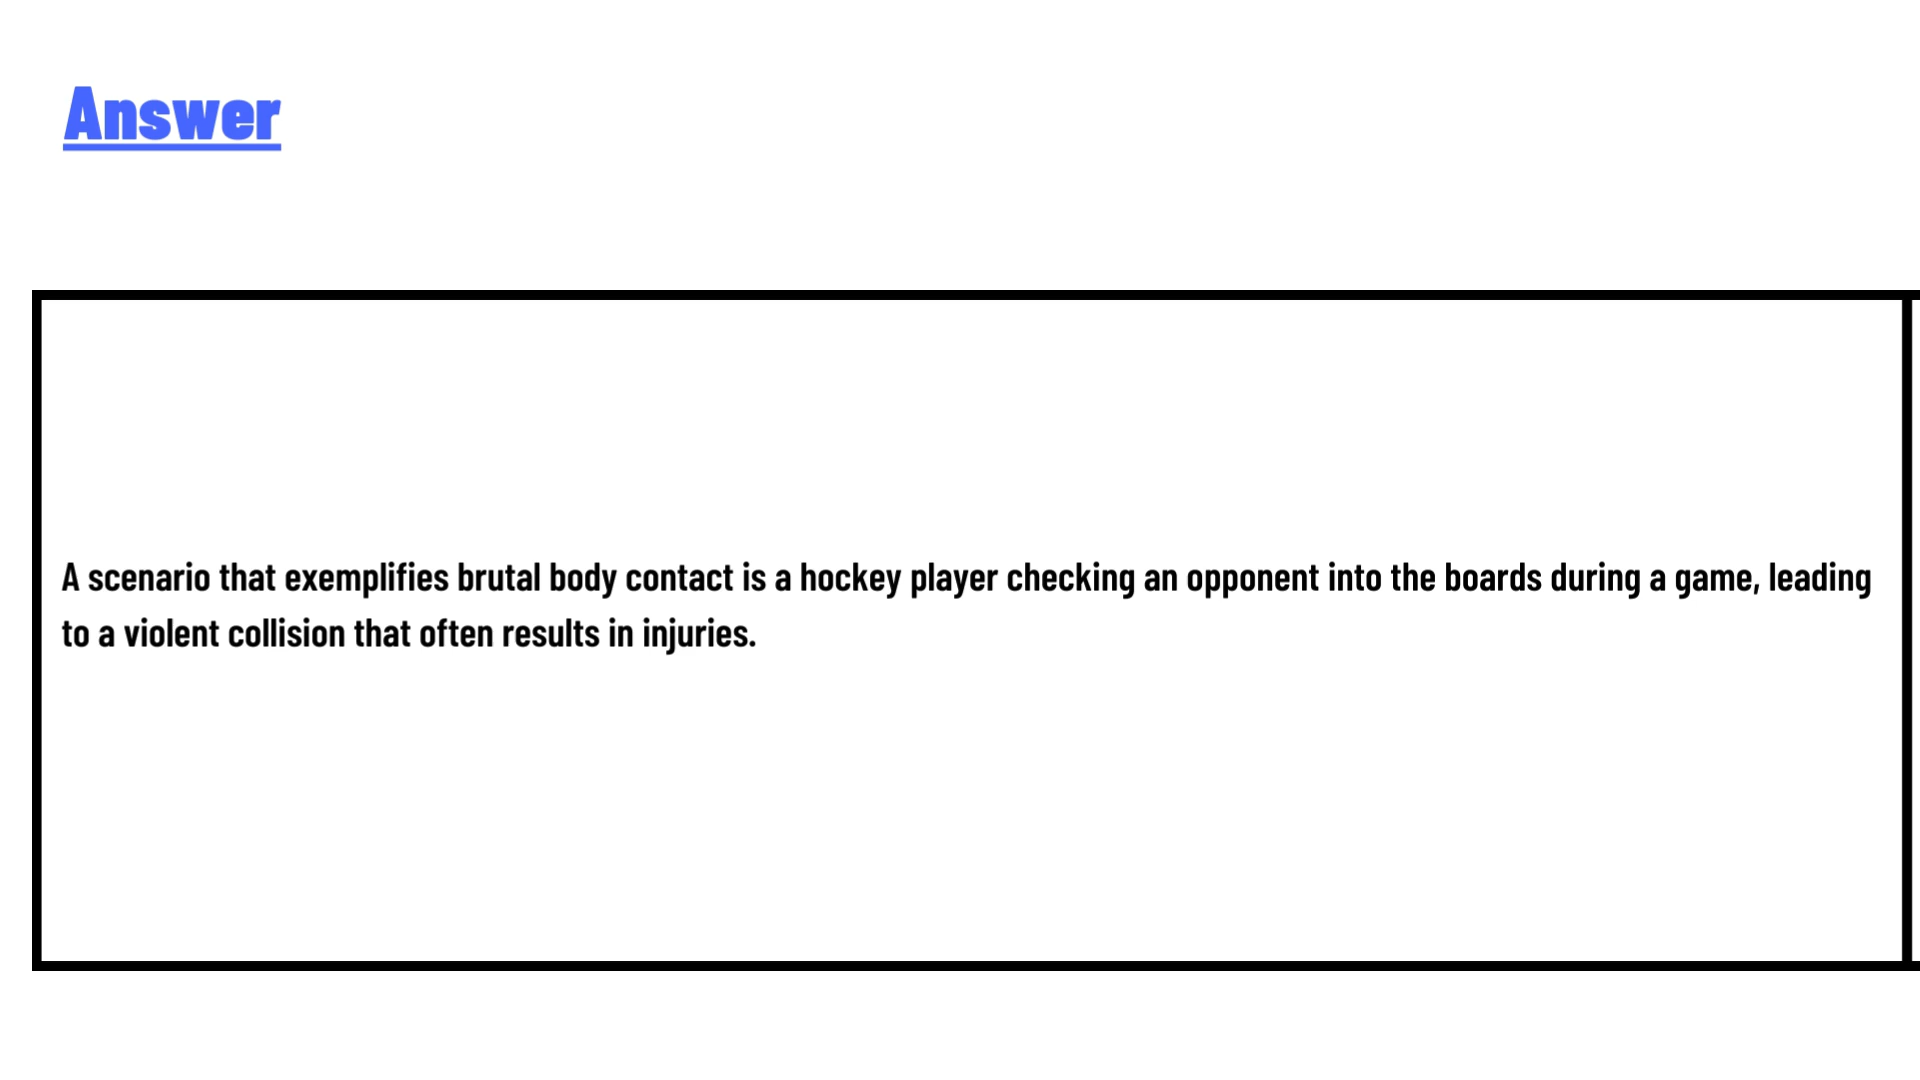 Answer
A scenario that exemplifies brutal body contact is a hockey player checking an opponent into the boards during a game, leading
to a violent collision that often results in injuries.